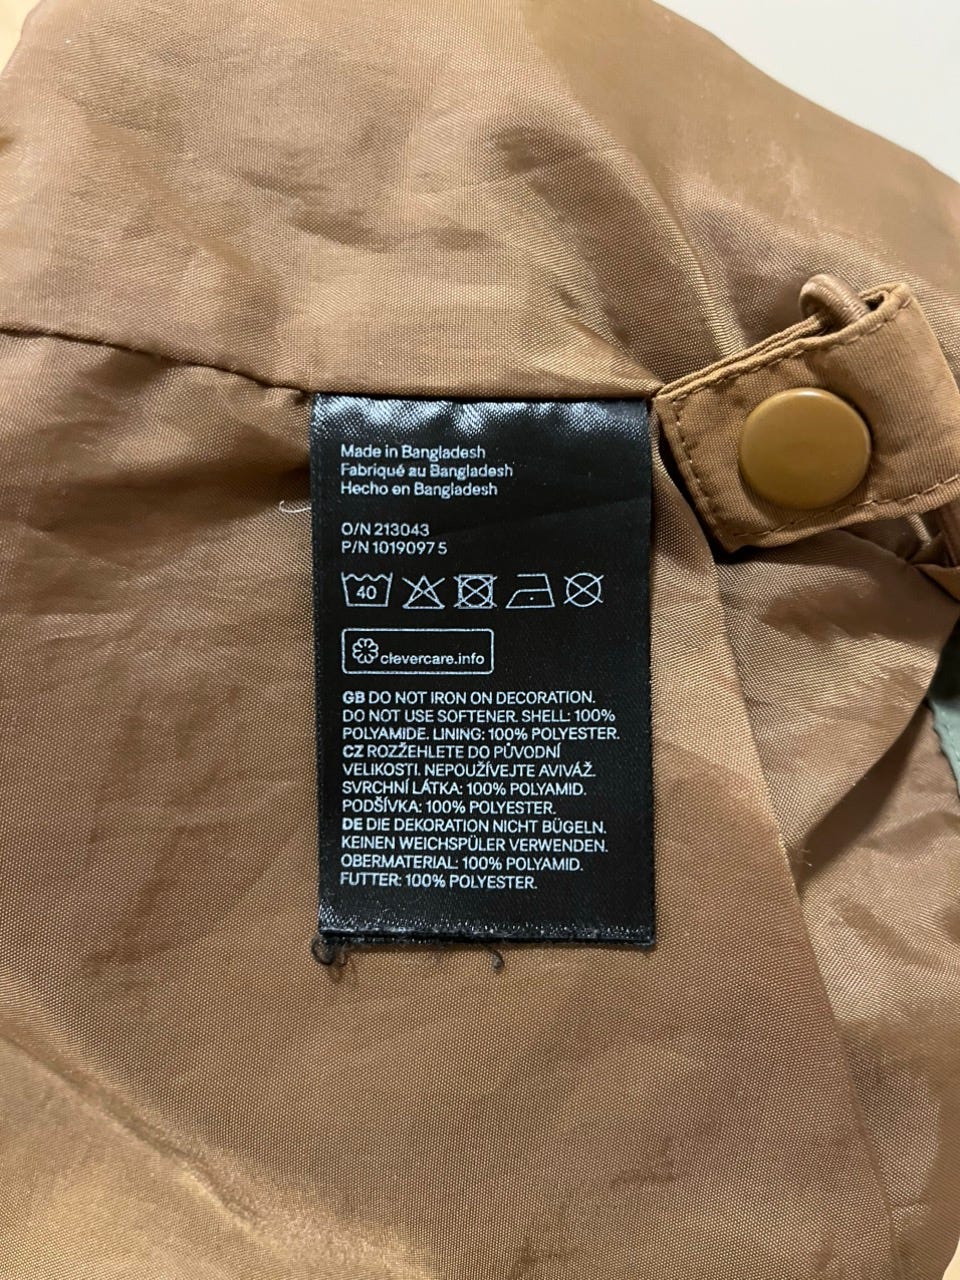 Made in Bangladesh
Fabriqué au Bangladesh
Hecho en Bangladesh
O/N 213043
P/N 1019097 5
40
clevercare.info
GB DO NOT IRON ON DECORATION.
DO NOT USE SOFTENER. SHELL: 100%
POLYAMIDE. LINING: 100% POLYESTER.
CZ ROZŽEHLETE DO PŮVODNÍ
VELIKOSTI. NEPOUŽÍVEJTE AVIVÁŽ.
SVRCHNÍ LÁTKA: 100% POLYAMID.
PODŠÍVKA: 100% POLYESTER.
DE DIE DEKORATION NICHT BÜGELN.
KEINEN WEICHSPÜLER VERWENDEN.
OBERMATERIAL: 100% POLYAMID.
FUTTER: 100% POLYESTER.